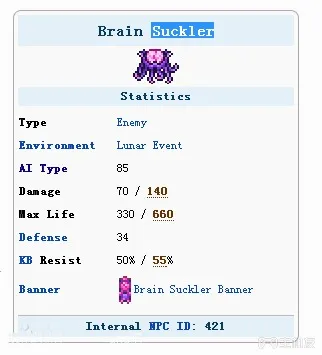 Brain Suckler
Statistics
Type Enemy
Environment Lunar Event
AI Type 85
Damage 70 / 140
Max Life 330 / 660
Defense 34
KB Resist 50% / 55%
Banner Brain Suckler Banner
Internal NPC ID: 421